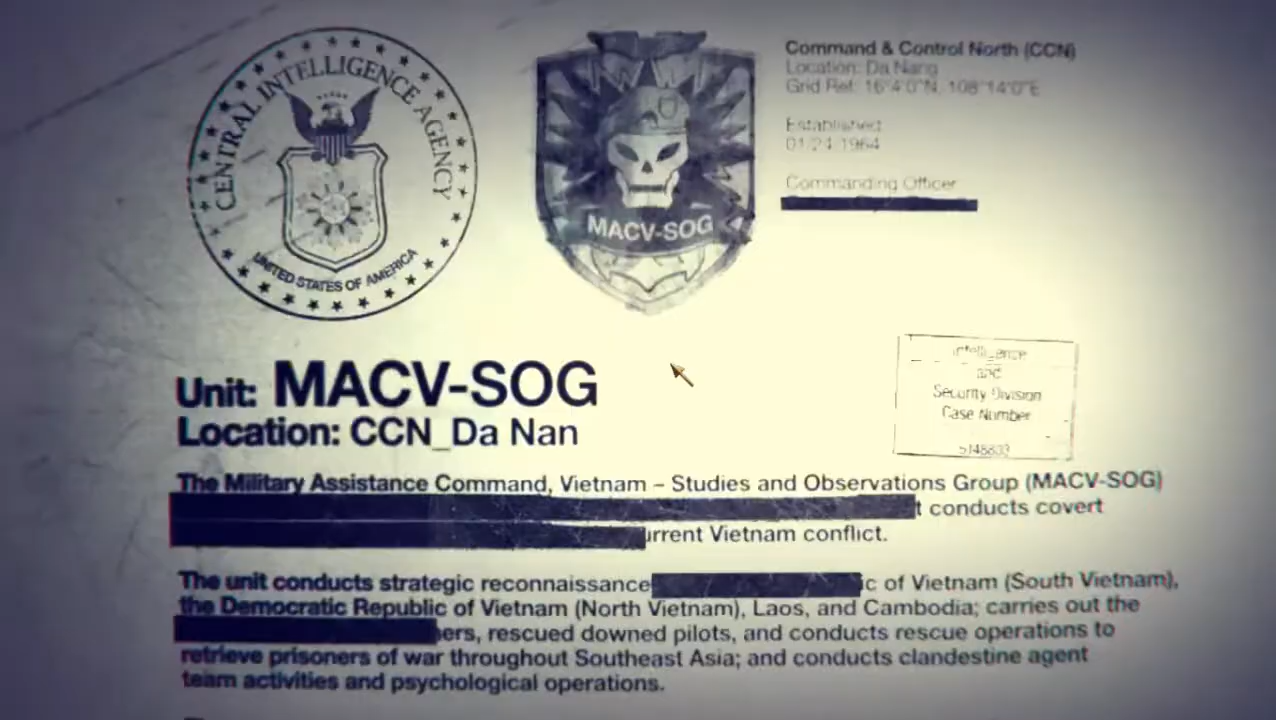 CENTRAL INTELLIGENCE AGENCY
UNITED STATES OF AMERICA
MACV-SOG
Command & Control North (CCN)
Location: Da Nang
Grid Ref: 16°4'0"N, 108°14'0"E
Established
01-24-1964
Commanding Officer
Security Division
Case Number
Unit: MACV-SOG
Location: CCN_Da Nan
The Military Assistance Command, Vietnam – Studies and Observations Group (MACV-SOG)
t conducts covert
urrent Vietnam conflict.
The unit conducts strategic reconnaissance ic of Vietnam (South Vietnam),
the Democratic Republic of Vietnam (North Vietnam), Laos, and Cambodia; carries out the
ers, rescued downed pilots, and conducts rescue operations to
retrieve prisoners of war throughout Southeast Asia; and conducts clandestine agent
team activities and psychological operations.